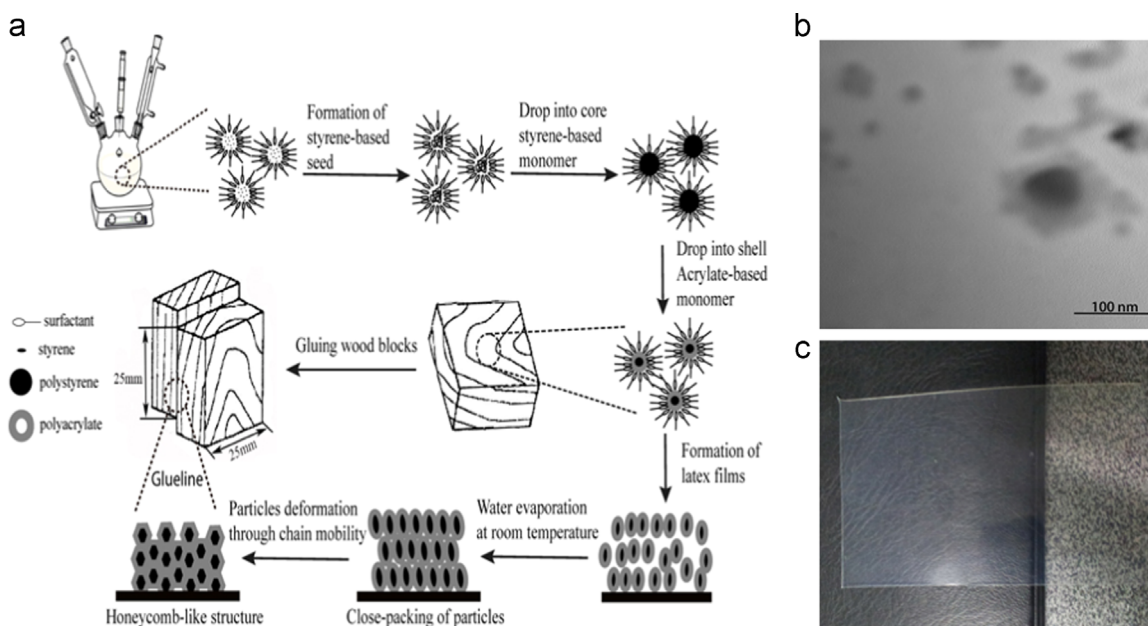 a
Formation of
styrene-based
seed
Drop into core
styrene-based
monomer
Drop into shell
Acrylate-based
monomer
surfactant
styrene
polystyrene
polyacrylate
25mm
25mm
Glueline
Gluing wood blocks
Formation of
latex films
Water evaporation
at room temperature
Particles deformation
through chain mobility
Honeycomb-like structure
Close-packing of particles
b
100 nm
c